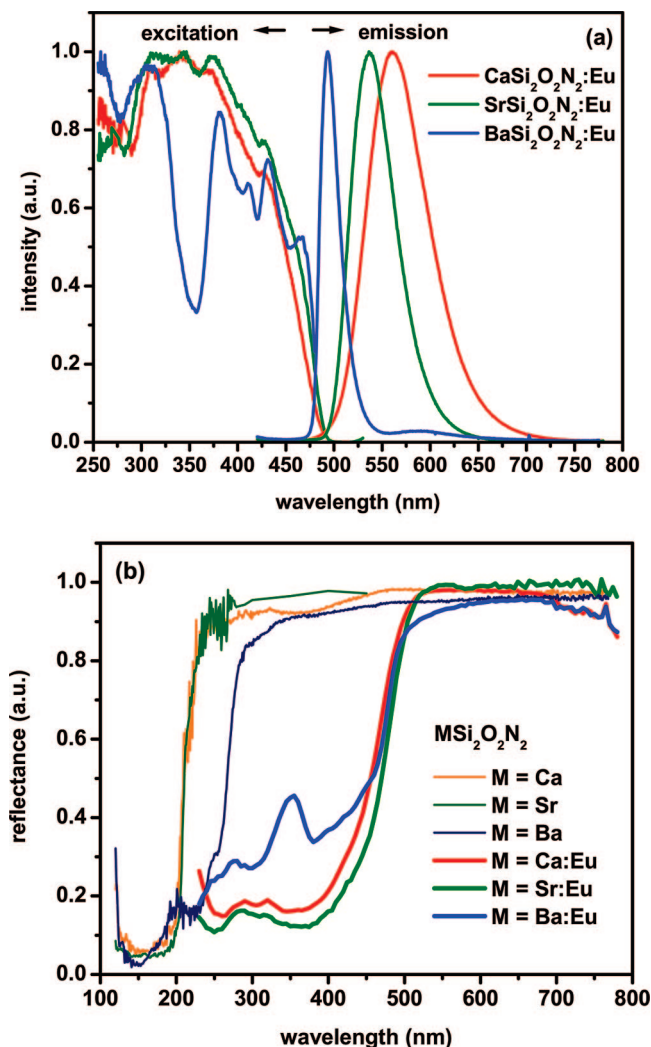 excitation ← → emission (a)
CaSi₂O₂N₂:Eu
SrSi₂O₂N₂:Eu
BaSi₂O₂N₂:Eu
intensity (a.u.)
1.0
0.8
0.6
0.4
0.2
0.0
250 300 350 400 450 500 550 600 650 700 750 800
wavelength (nm)
(b)
reflectance (a.u.)
1.0
0.8
0.6
0.4
0.2
0.0
MSi₂O₂N₂
M = Ca
M = Sr
M = Ba
M = Ca:Eu
M = Sr:Eu
M = Ba:Eu
100 200 300 400 500 600 700 800
wavelength (nm)